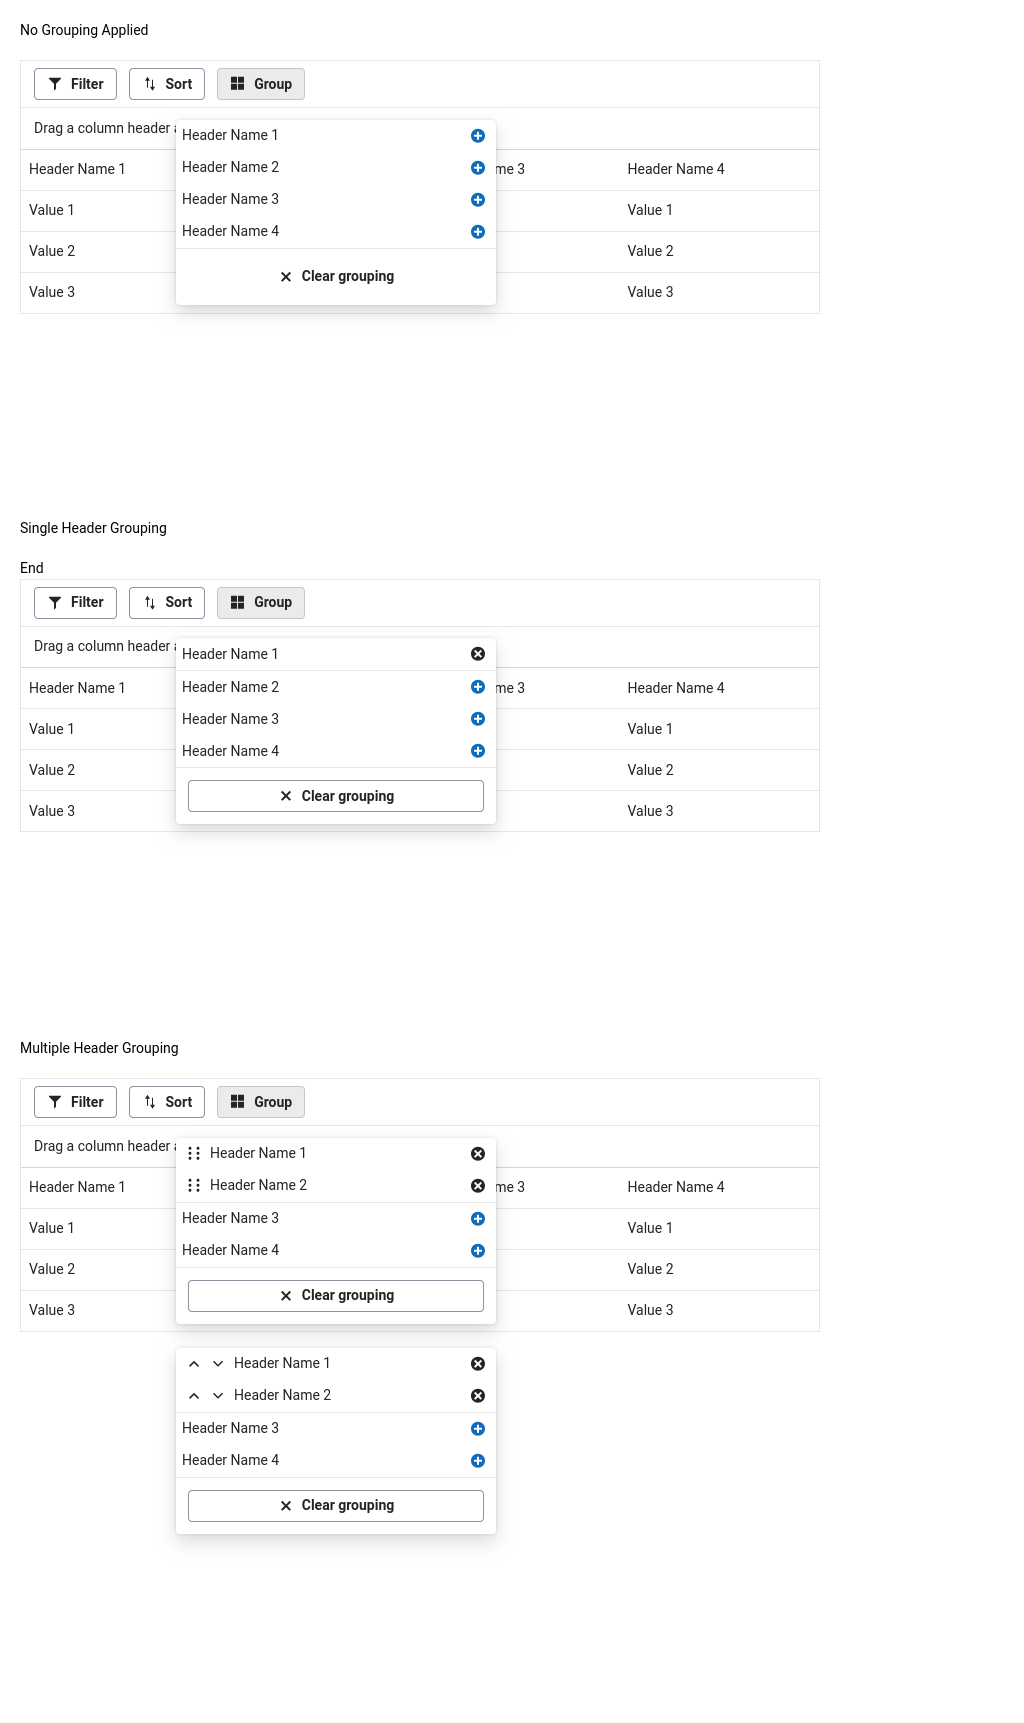 No Grouping Applied
Filter Sort Group
Drag a column header
Header Name 1
Header Name 2
Header Name 3
Header Name 4
Clear grouping
Header Name 1 me 3 Header Name 4
Value 1 Value 1
Value 2 Value 2
Value 3 Value 3
Single Header Grouping
End
Filter Sort Group
Drag a column header
Header Name 1
Header Name 2
Header Name 3
Header Name 4
Clear grouping
Header Name 1 me 3 Header Name 4
Value 1 Value 1
Value 2 Value 2
Value 3 Value 3
Multiple Header Grouping
Filter Sort Group
Drag a column header
Header Name 1
Header Name 2
Header Name 3
Header Name 4
Clear grouping
Header Name 1 me 3 Header Name 4
Value 1 Value 1
Value 2 Value 2
Value 3 Value 3
Header Name 1
Header Name 2
Header Name 3
Header Name 4
Clear grouping